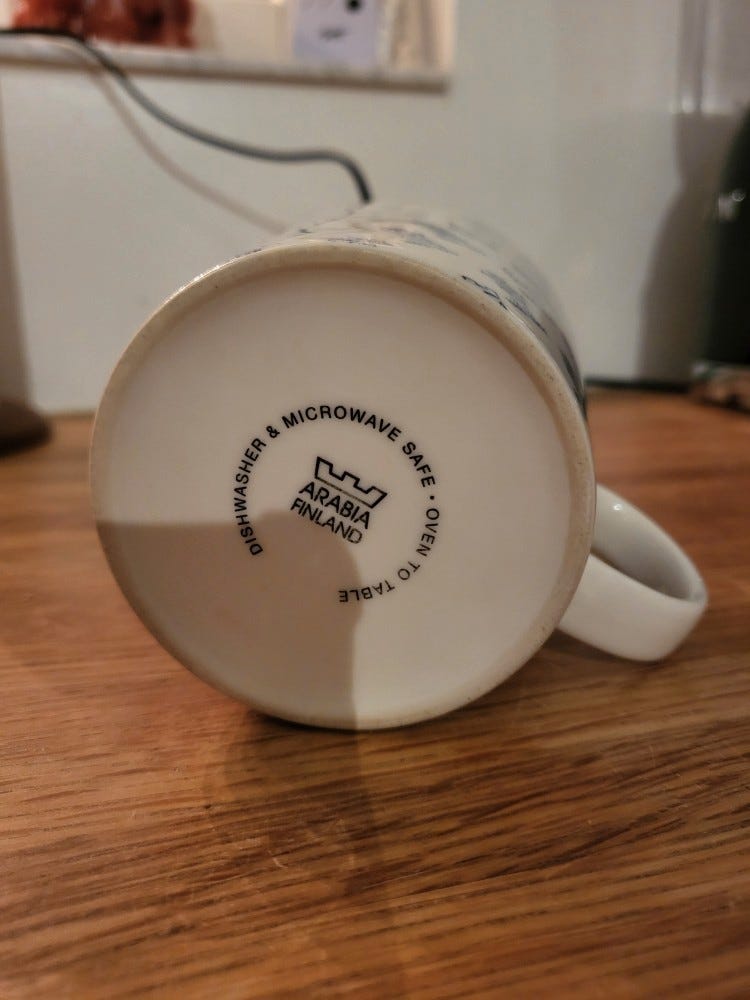 DISHWASHER & MICROWAVE SAFE • OVEN TO TABLE
ARABIA
FINLAND